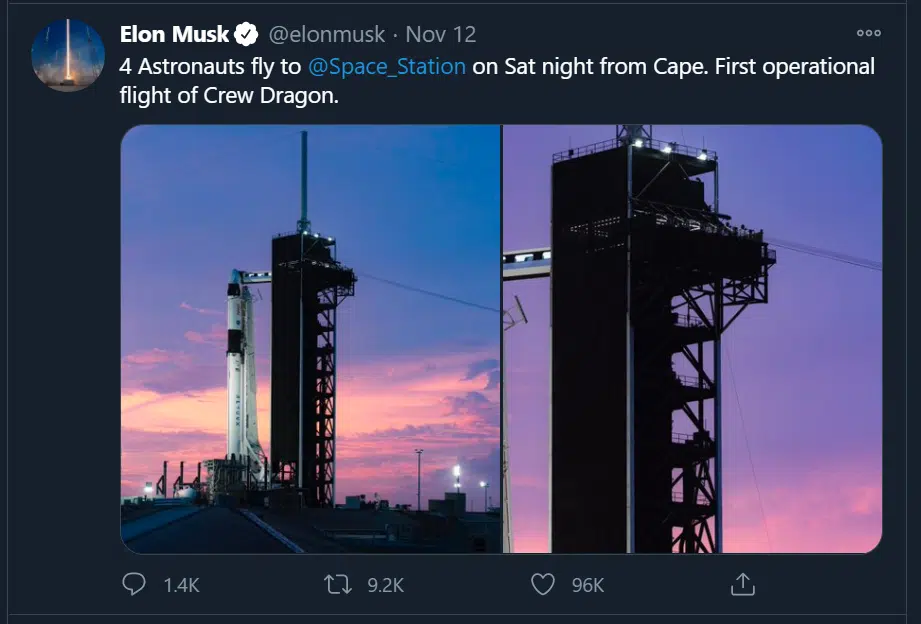 Elon Musk @elonmusk · Nov 12
4 Astronauts fly to @Space_Station on Sat night from Cape. First operational
flight of Crew Dragon.
1.4K 9.2K 96K